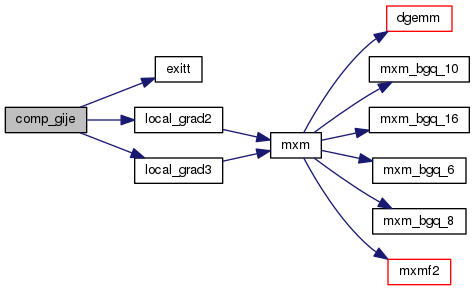 comp_gije
exitt
local_grad2
local_grad3
mxm
dgemm
mxm_bgq_10
mxm_bgq_16
mxm_bgq_6
mxm_bgq_8
mxmf2